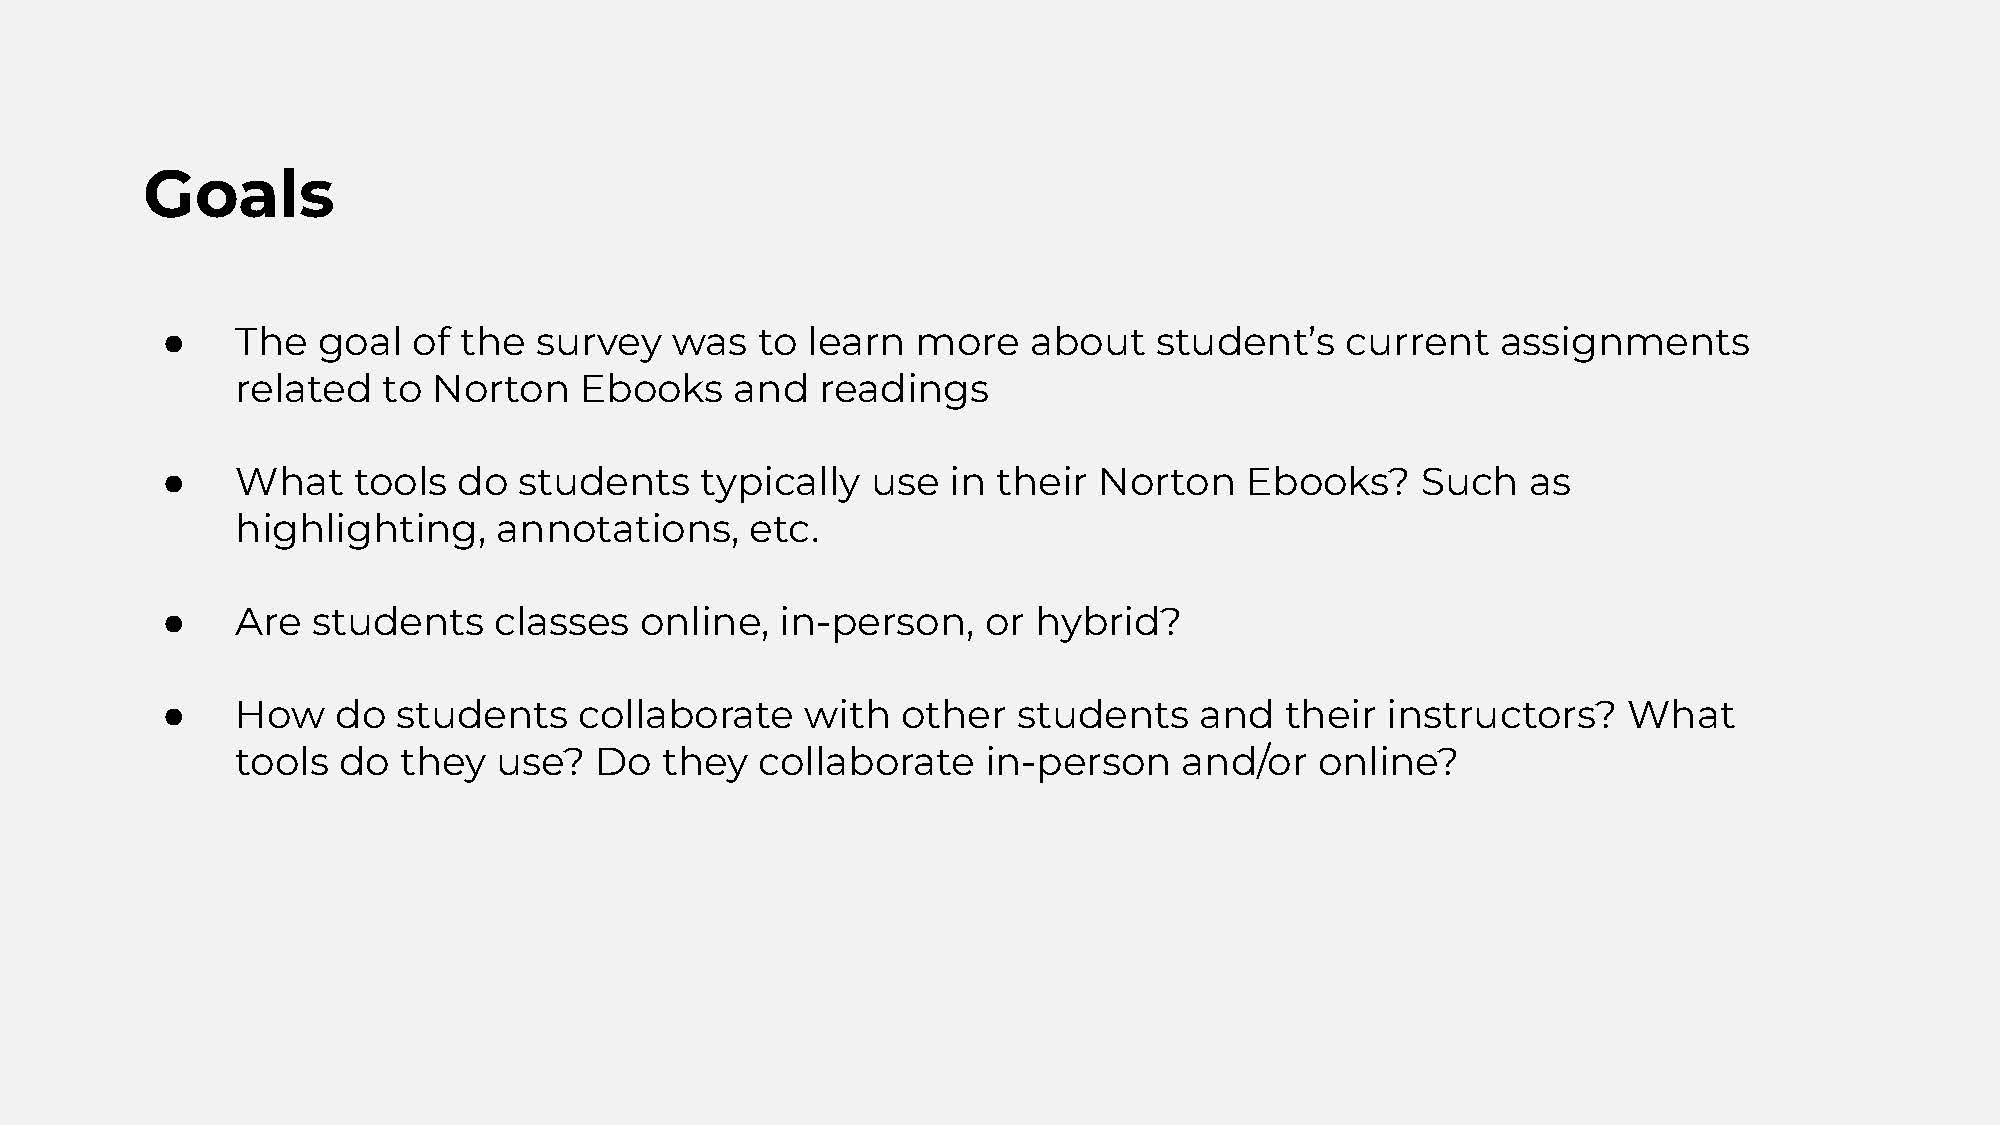 Goals
● The goal of the survey was to learn more about student’s current assignments
related to Norton Ebooks and readings
● What tools do students typically use in their Norton Ebooks? Such as
highlighting, annotations, etc.
● Are students classes online, in-person, or hybrid?
● How do students collaborate with other students and their instructors? What
tools do they use? Do they collaborate in-person and/or online?